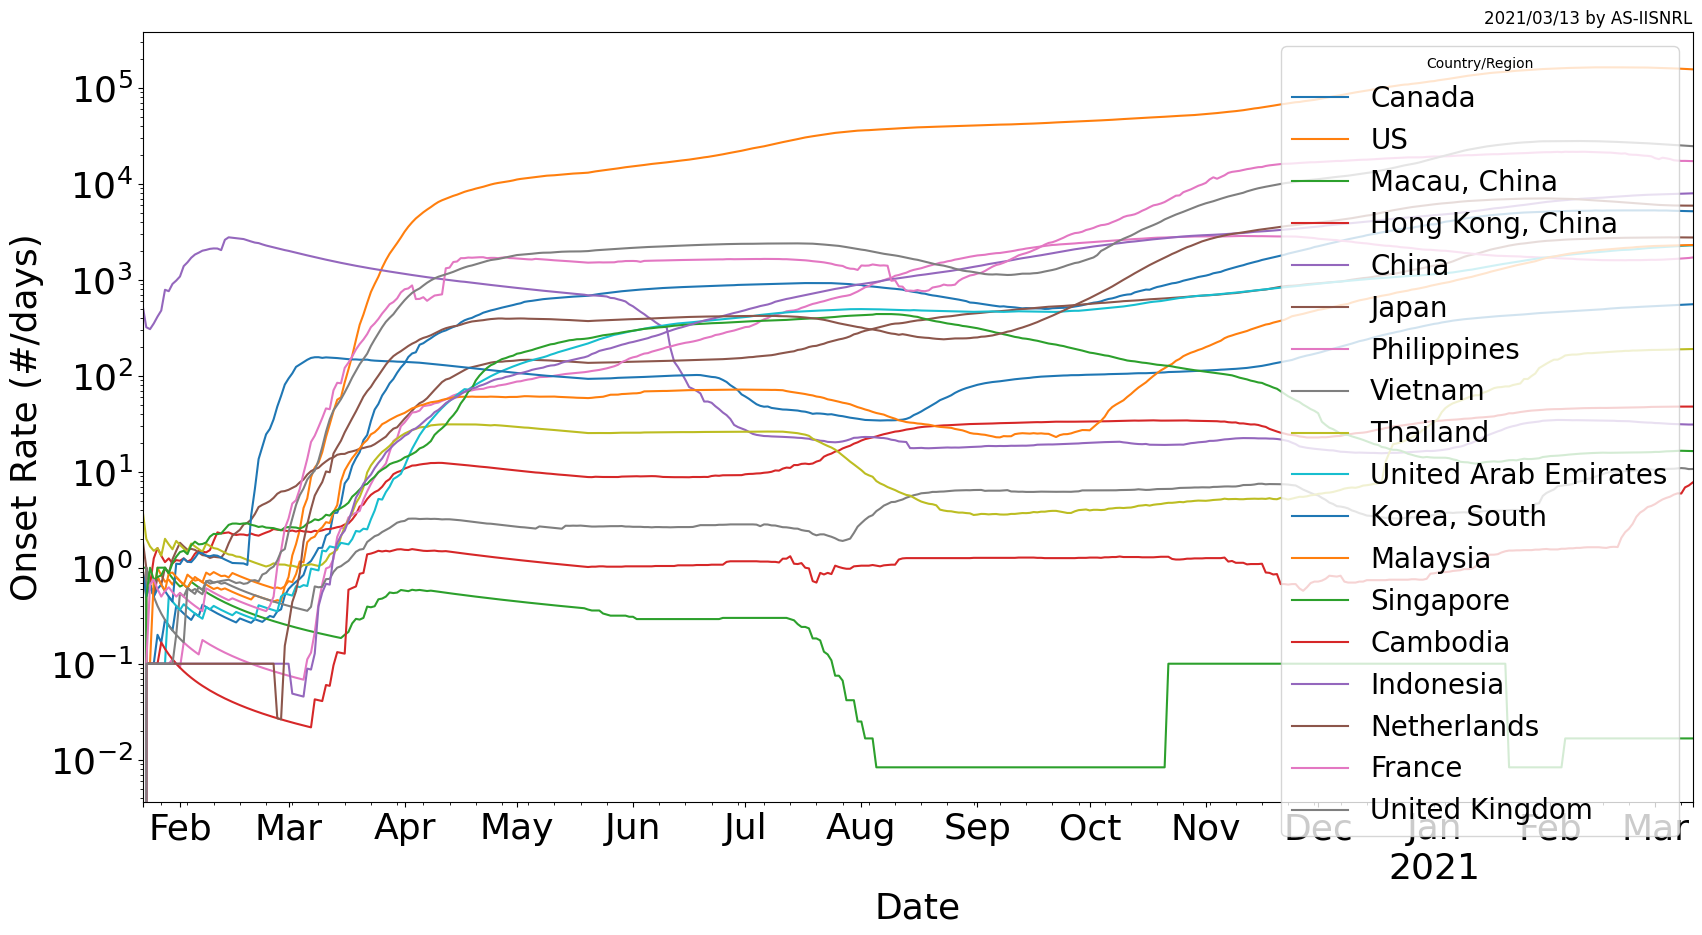 2021/03/13 by AS-IISNRL
Onset Rate (#/days)
10^5
10^4
10^3
10^2
10^1
10^0
10^−1
10^−2
Country/Region
Canada
US
Macau, China
Hong Kong, China
China
Japan
Philippines
Vietnam
Thailand
United Arab Emirates
Korea, South
Malaysia
Singapore
Cambodia
Indonesia
Netherlands
France
United Kingdom
Feb Mar Apr May Jun Jul Aug Sep Oct Nov Dec Jan Feb Mar
2021
Date